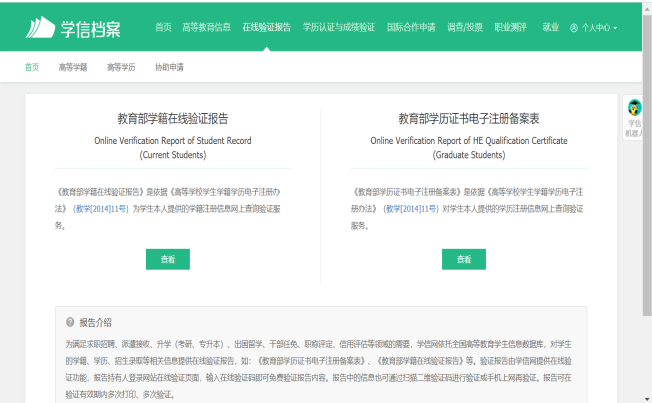 学信档案
首页 高等教育信息 在线验证报告 学历认证与成绩验证 国际合作申请 调查/投票 职业测评 就业 个人中心
首页 高等学籍 高等学历 协助申请
教育部学籍在线验证报告
Online Verification Report of Student Record
(Current Students)
《教育部学籍在线验证报告》是依据《高等学校学生学籍学历电子注册办
法》（教学[2014]11号）为学生本人提供的学籍注册信息网上查询验证服
务。
查看
教育部学历证书电子注册备案表
Online Verification Report of HE Qualification Certificate
(Graduate Students)
《教育部学历证书电子注册备案表》是依据《高等学校学生学籍学历电子注
册办法》（教学[2014]11号）对学生本人提供的学历注册信息网上查询验证
服务。
查看
学信
机器人
报告介绍
为满足求职招聘、派遣接收、升学（考研、专升本）、出国留学、干部任免、职称评定、信用评估等领域的需要，学信网依托全国高等教育学生信息数据库，对学生
的学籍、学历、招生录取等相关信息提供在线验证报告，如：《教育部学历证书电子注册备案表》、《教育部学籍在线验证报告》等。验证报告由学信网提供在线验
证功能，报告持有人登录网站在线验证页面，输入在线验证码即可免费验证报告内容。报告中的信息也可通过扫描二维验证码进行验证或手机上网再验证。报告可在
验证有效期内多次打印、多次验证。